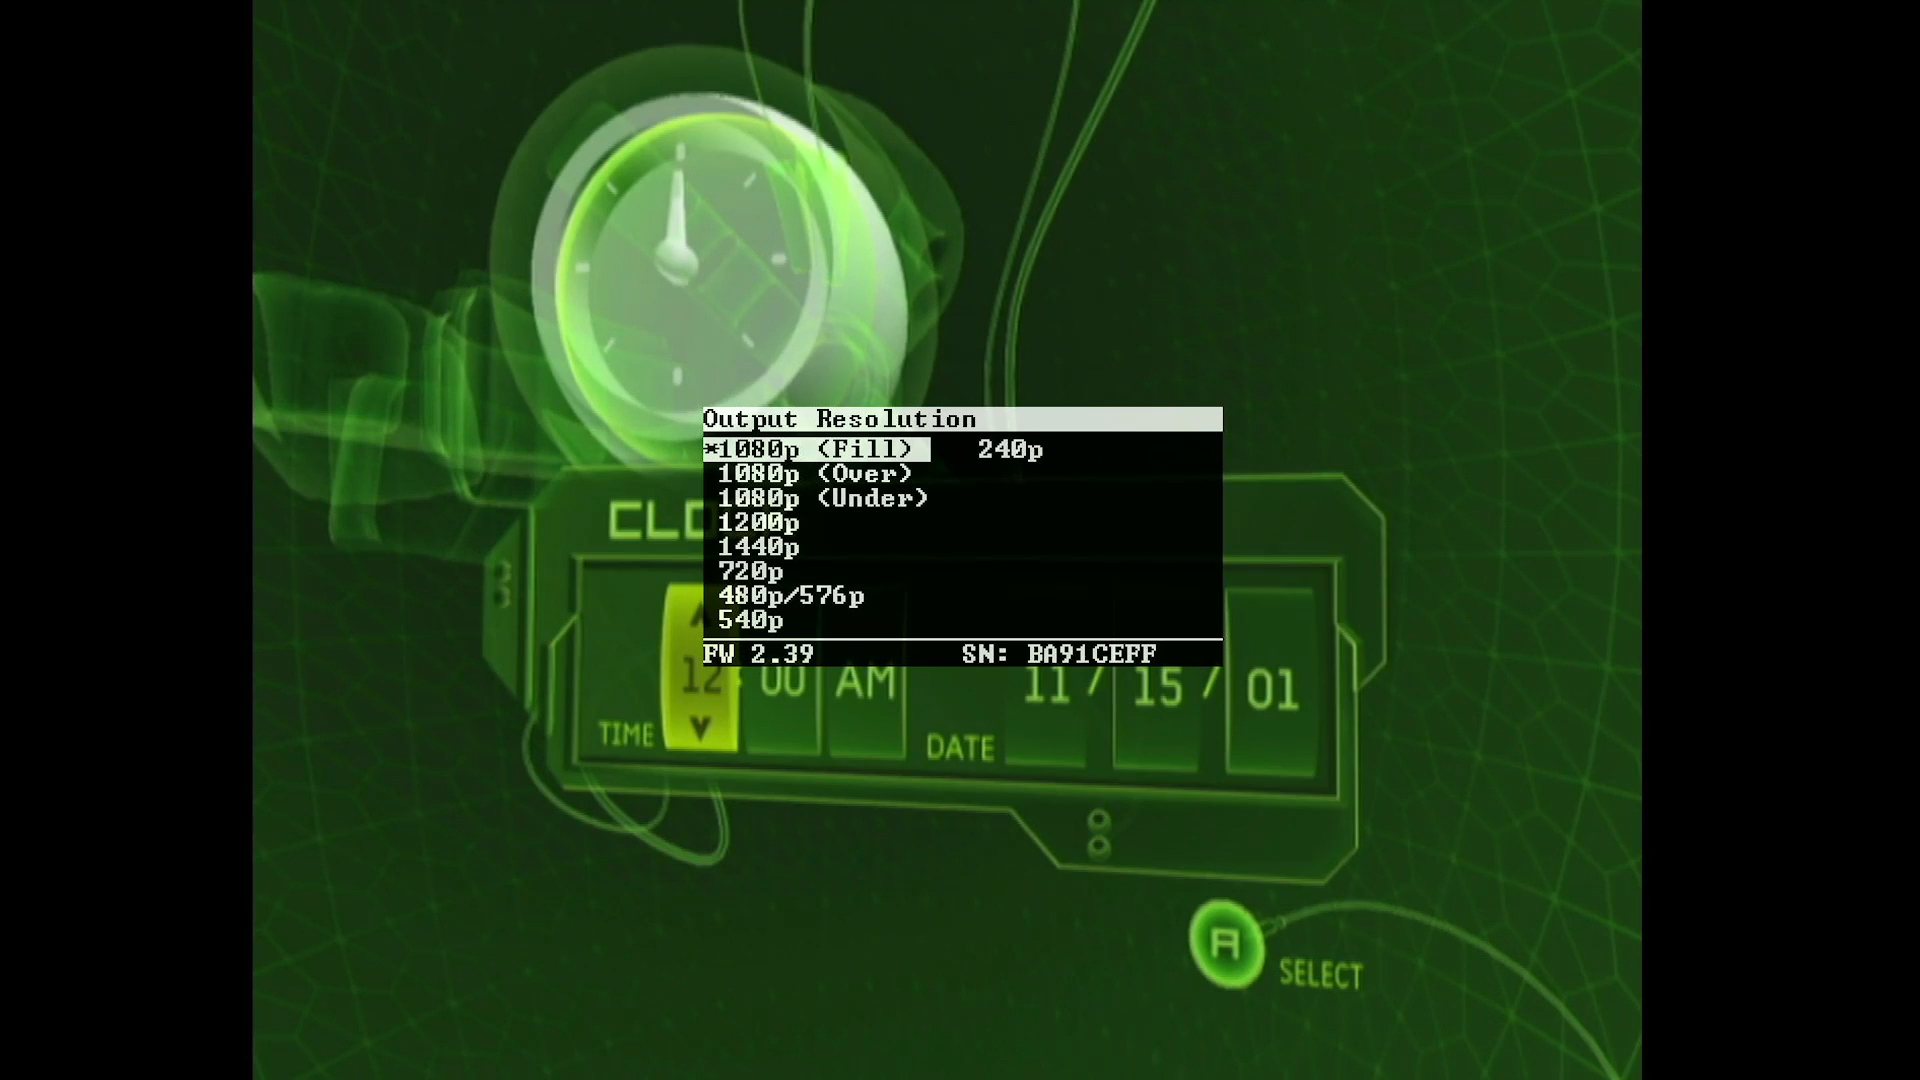 Output Resolution
*1080p (Fill) 240p
1080p (Over)
1080p (Under)
1200p
1440p
720p
480p/576p
540p
FW 2.39 SN: BA91CEFF
CLO
TIME 12:00 AM DATE 11/15/01
A SELECT